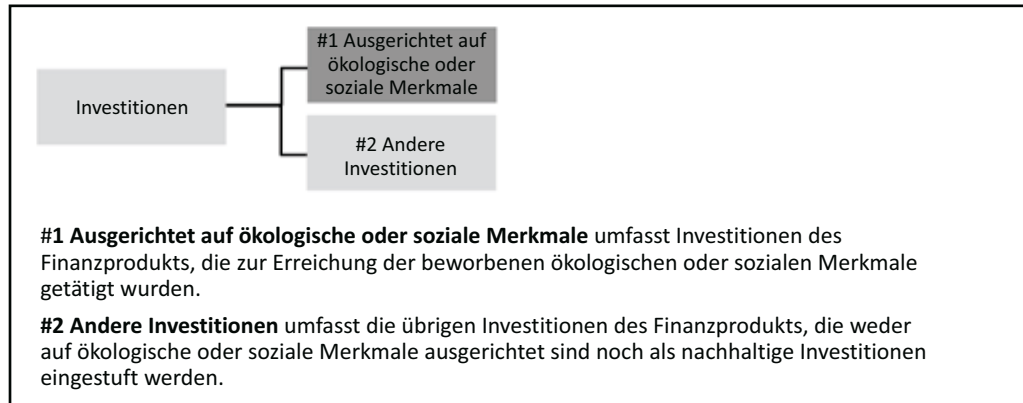 #1 Ausgerichtet auf
ökologische oder
soziale Merkmale
Investitionen
#2 Andere
Investitionen
#1 Ausgerichtet auf ökologische oder soziale Merkmale umfasst Investitionen des
Finanzprodukts, die zur Erreichung der beworbenen ökologischen oder sozialen Merkmale
getätigt wurden.
#2 Andere Investitionen umfasst die übrigen Investitionen des Finanzprodukts, die weder
auf ökologische oder soziale Merkmale ausgerichtet sind noch als nachhaltige Investitionen
eingestuft werden.